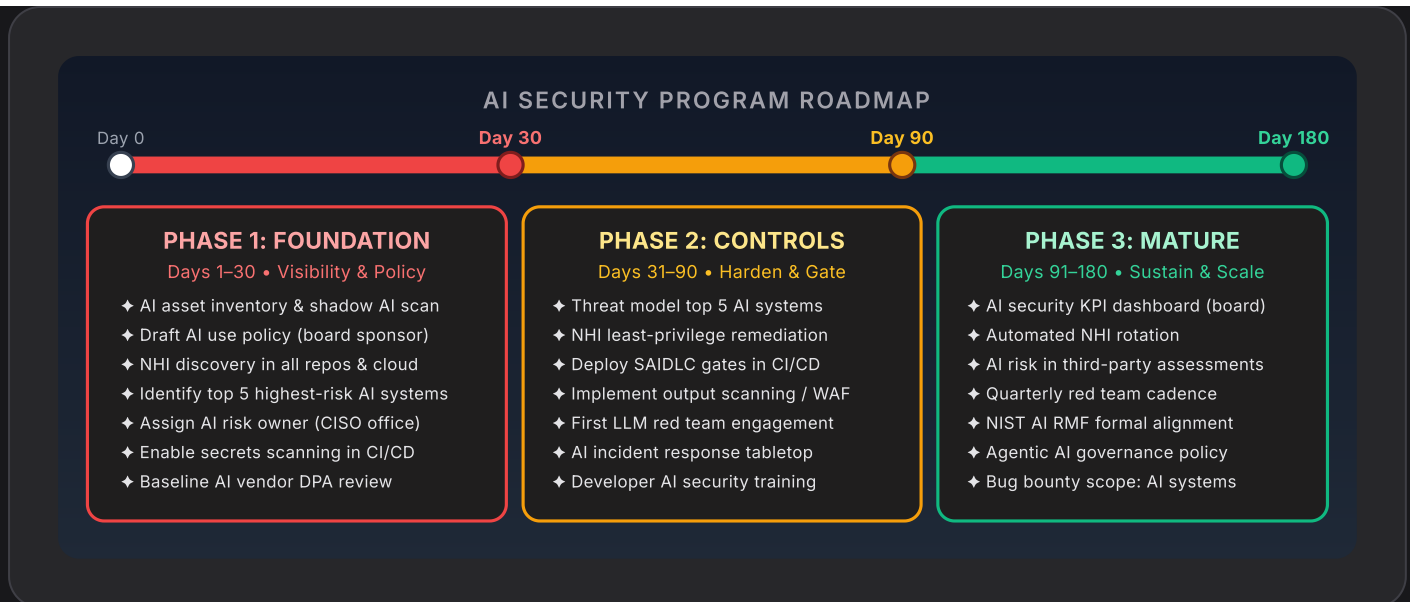 AI SECURITY PROGRAM ROADMAP
Day 0
Day 30
Day 90
Day 180
PHASE 1: FOUNDATION
Days 1–30 • Visibility & Policy
✦ AI asset inventory & shadow AI scan
✦ Draft AI use policy (board sponsor)
✦ NHI discovery in all repos & cloud
✦ Identify top 5 highest-risk AI systems
✦ Assign AI risk owner (CISO office)
✦ Enable secrets scanning in CI/CD
✦ Baseline AI vendor DPA review
PHASE 2: CONTROLS
Days 31–90 • Harden & Gate
✦ Threat model top 5 AI systems
✦ NHI least-privilege remediation
✦ Deploy SAIDLC gates in CI/CD
✦ Implement output scanning / WAF
✦ First LLM red team engagement
✦ AI incident response tabletop
✦ Developer AI security training
PHASE 3: MATURE
Days 91–180 • Sustain & Scale
✦ AI security KPI dashboard (board)
✦ Automated NHI rotation
✦ AI risk in third-party assessments
✦ Quarterly red team cadence
✦ NIST AI RMF formal alignment
✦ Agentic AI governance policy
✦ Bug bounty scope: AI systems